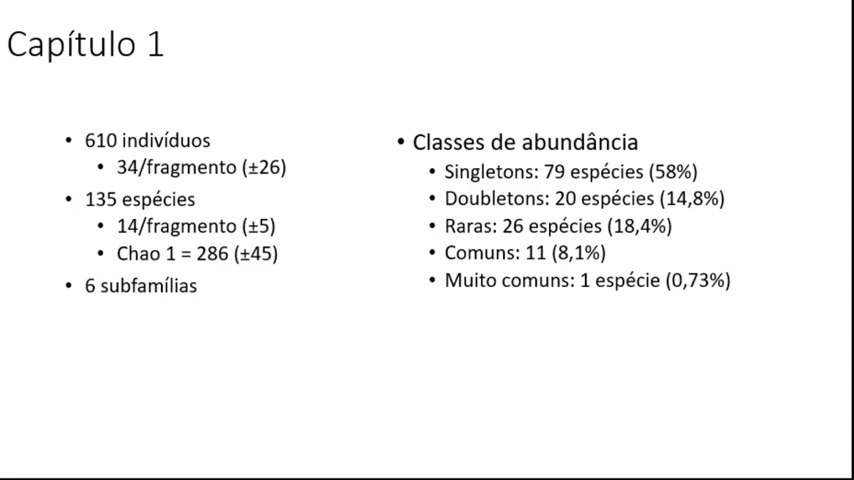 Capítulo 1
• 610 indivíduos
• 34/fragmento (±26)
• 135 espécies
• 14/fragmento (±5)
• Chao 1 = 286 (±45)
• 6 subfamílias
• Classes de abundância
• Singletons: 79 espécies (58%)
• Doubletons: 20 espécies (14,8%)
• Raras: 26 espécies (18,4%)
• Comuns: 11 (8,1%)
• Muito comuns: 1 espécie (0,73%)